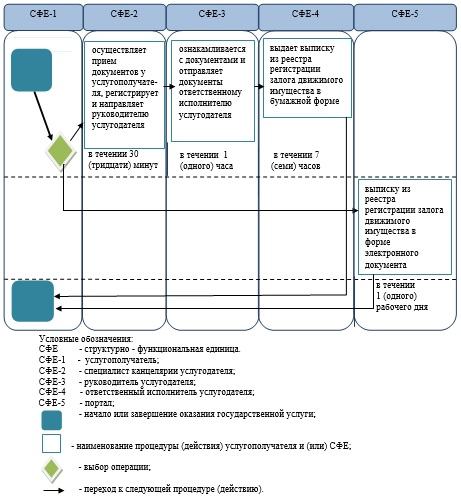 СФЕ-1 СФЕ-2 СФЕ-3 СФЕ-4 СФЕ-5
осуществляет
прием
документов у
услугополучате-
ля, регистрирует
и направляет
руководителю
услугодателя
в течении 30
(тридцати) минут
ознакамливается
с документами и
отправляет
документы
ответственному
исполнителю
услугодателя
в течении 1
(одного) часа
выдает выписку
из реестра
регистрации
залога движимого
имущества в
бумажной форме
в течении 7
(семи) часов
выписку из
реестра
регистрации залога
движимого
имущества в
форме
электронного
документа
в течении
1 (одного)
рабочего дня
Условные обозначения:
СФЕ - структурно - функциональная единица.
СФЕ-1 - услугополучатель;
СФЕ-2 - специалист канцелярии услугодателя;
СФЕ-3 - руководитель услугодателя;
СФЕ-4 - ответственный исполнитель услугодателя;
СФЕ-5 - портал;
- начало или завершение оказания государственной услуги;
- наименование процедуры (действия) услугополучателя и (или) СФЕ;
- выбор операции;
- переход к следующей процедуре (действию).